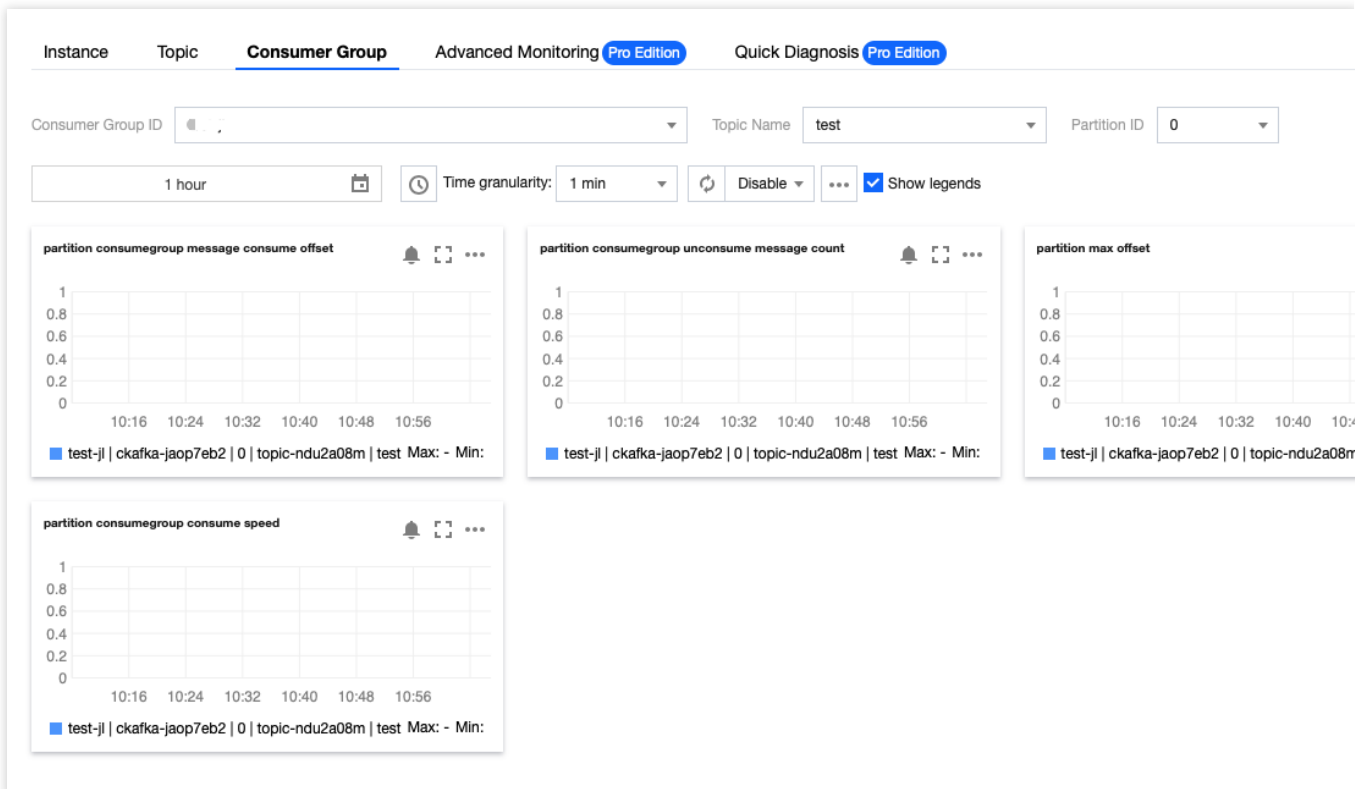 Instance Topic Consumer Group Advanced Monitoring Pro Edition Quick Diagnosis Pro Edition
Consumer Group ID Topic Name test Partition ID 0
1 hour Time granularity: 1 min Disable Show legends
partition consumegroup message consume offset
1
0.8
0.6
0.4
0.2
0
10:16 10:24 10:32 10:40 10:48 10:56
test-jl | ckafka-jaop7eb2 | 0 | topic-ndu2a08m | test Max: - Min:
partition consumegroup unconsume message count
1
0.8
0.6
0.4
0.2
0
10:16 10:24 10:32 10:40 10:48 10:56
test-jl | ckafka-jaop7eb2 | 0 | topic-ndu2a08m | test Max: - Min:
partition max offset
1
0.8
0.6
0.4
0.2
0
10:16 10:24 10:32 10:40
test-jl | ckafka-jaop7eb2 | 0 | topic-ndu2a08m
partition consumegroup consume speed
1
0.8
0.6
0.4
0.2
0
10:16 10:24 10:32 10:40 10:48 10:56
test-jl | ckafka-jaop7eb2 | 0 | topic-ndu2a08m | test Max: - Min: